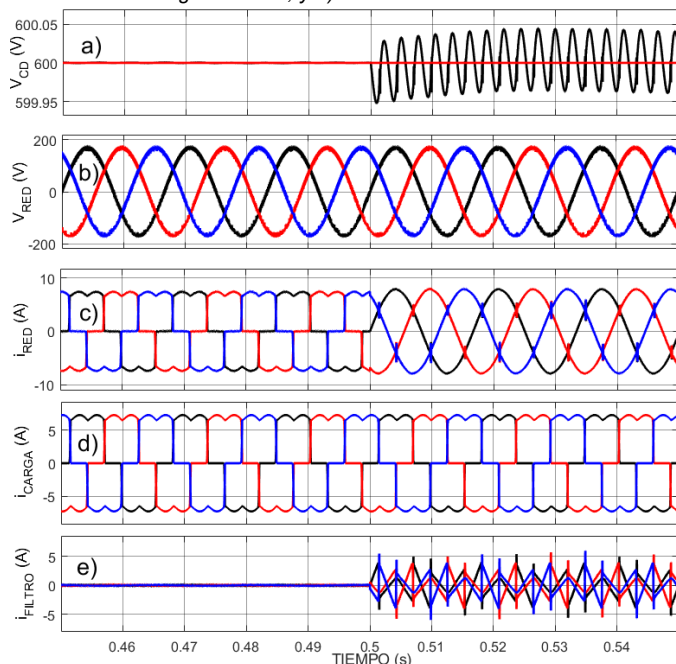 600.05
a)
600
599.95
V_CD (V)
200
b)
0
-200
V_RED (V)
10
c)
0
-10
i_RED (A)
5
d)
0
-5
i_CARGA (A)
5
e)
0
-5
i_FILTRO (A)
0.46 0.47 0.48 0.49 0.5 0.51 0.52 0.53 0.54
TIEMPO (s)